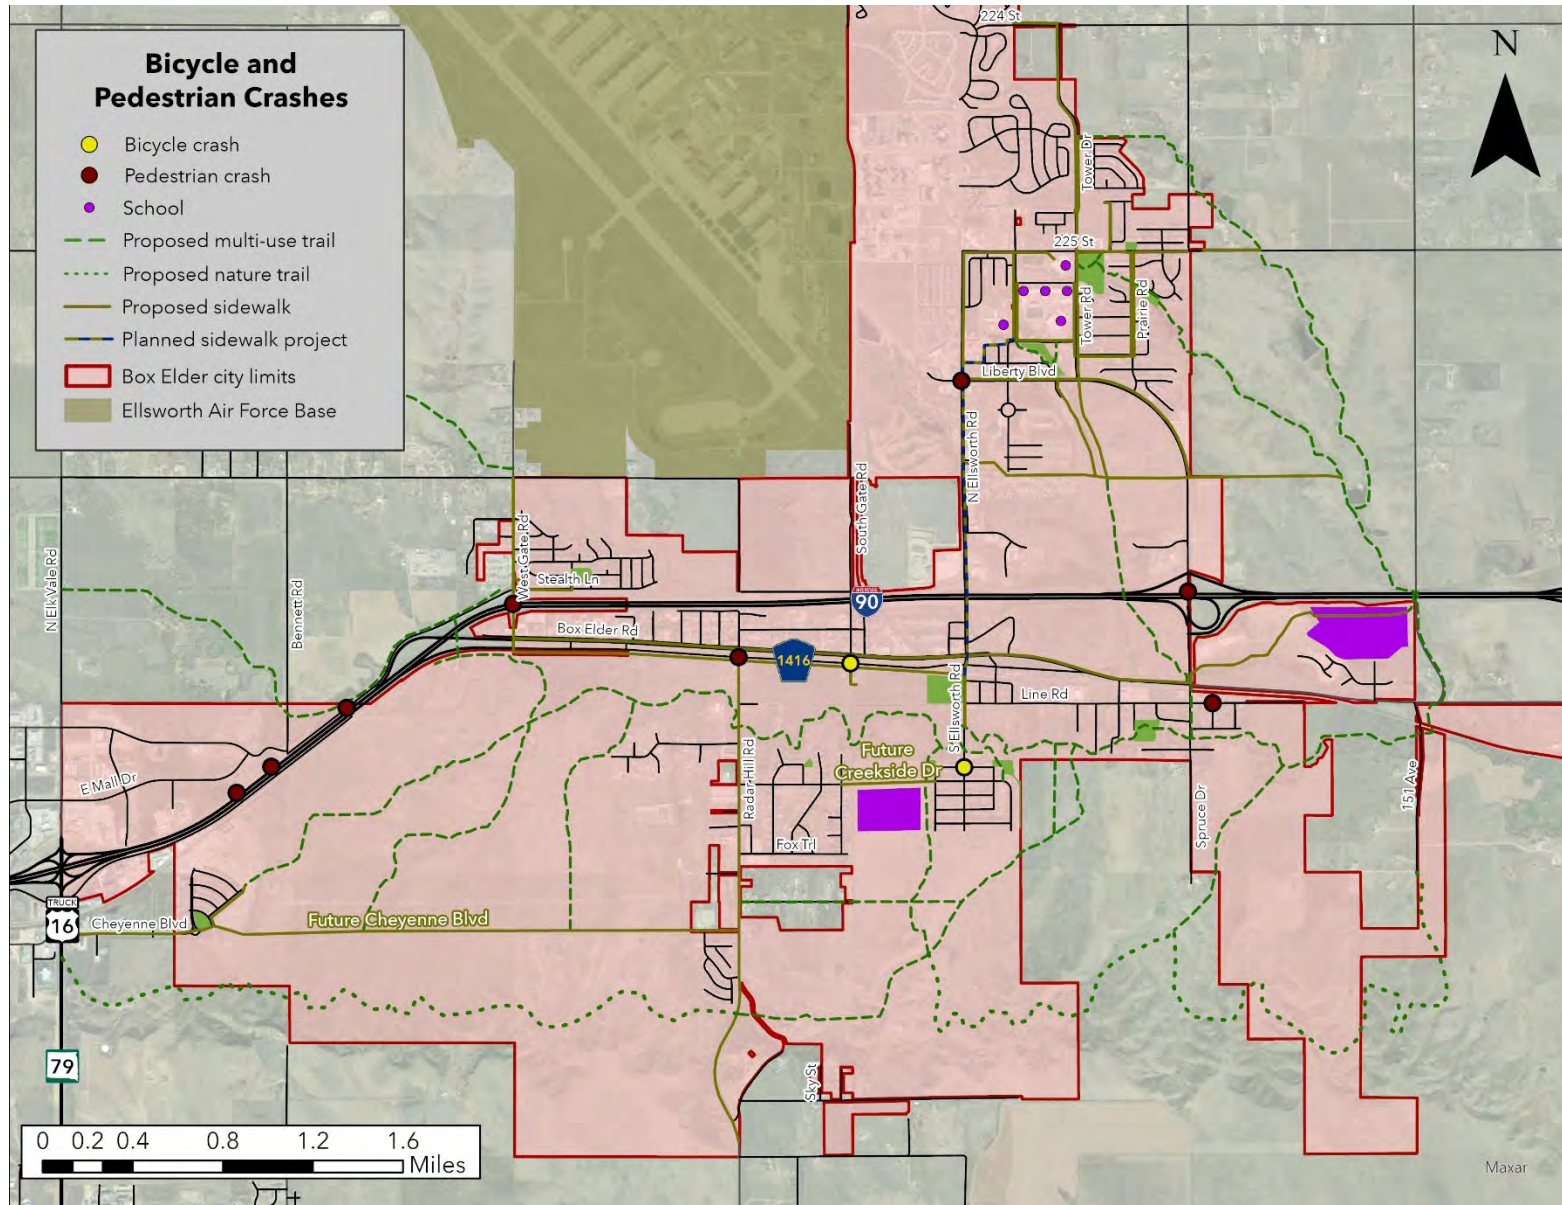 Bicycle and
Pedestrian Crashes
Bicycle crash
Pedestrian crash
School
Proposed multi-use trail
Proposed nature trail
Proposed sidewalk
Planned sidewalk project
Box Elder city limits
Ellsworth Air Force Base
224 St
N
Tower Dr
225 St
Tower Rd
Prairie Rd
Liberty Blvd
N Ellsworth Rd
South Gate Rd
West Gate Rd
N Elk Vale Rd
Bennett Rd
Stealth Ln
90
Box Elder Rd
1416
S Ellsworth Rd
Line Rd
E Mall Dr
Radar Hill Rd
Future
Creekside Dr
151 Ave
Spruce Dr
Fox Trl
TRUCK
16
Cheyenne Blvd
Future Cheyenne Blvd
79
Sky St
0 0.2 0.4 0.8 1.2 1.6
Miles
Maxar